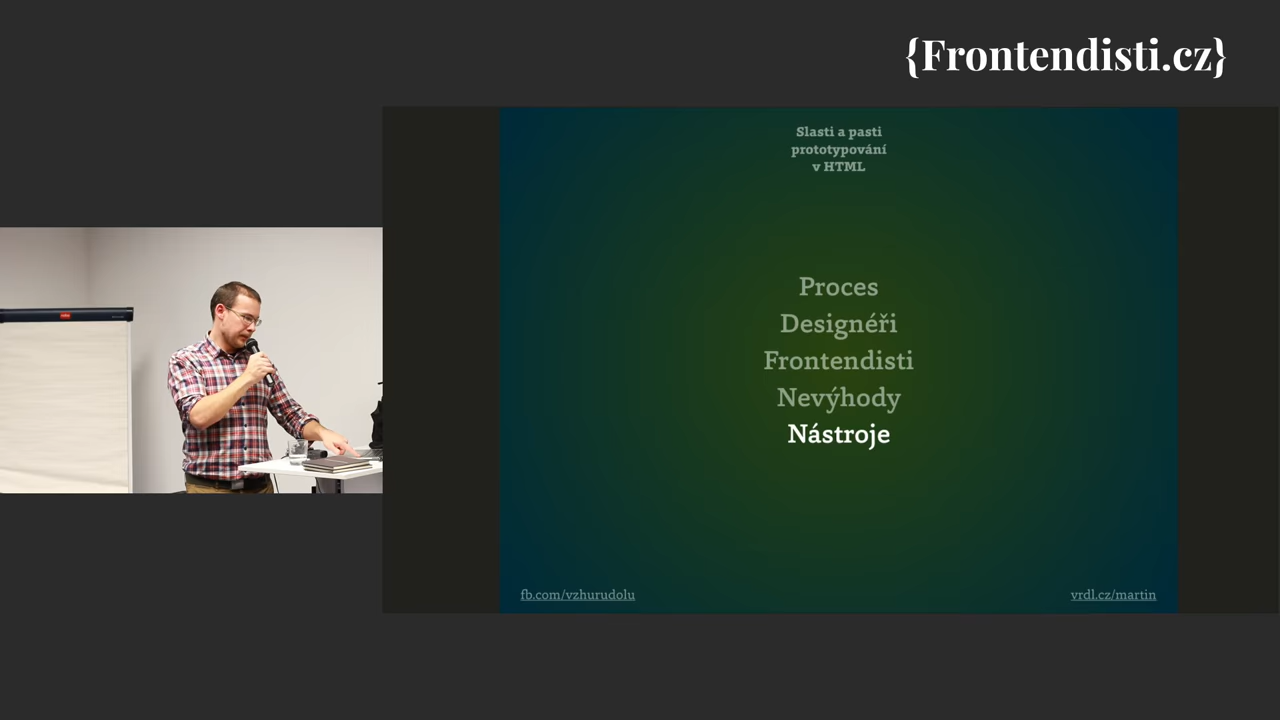 {Frontendisti.cz}
Slasti a pasti
prototypování
v HTML
Proces
Designéři
Frontendisti
Nevýhody
Nástroje
fb.com/vzhurudolu
vrdl.cz/martin